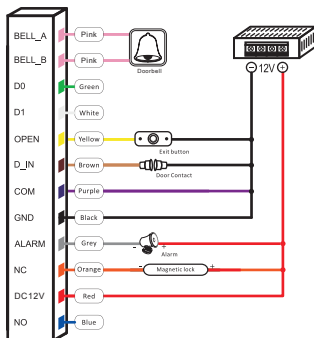 BELL_A Pink
BELL_B Pink
Doorbell
D0 Green
D1 White
OPEN Yellow
Exit button
D_IN Brown
Door Contact
COM Purple
GND Black
ALARM Grey - +
Alarm
NC Orange - Magnetic lock +
DC12V Red
NO Blue
− 12V +